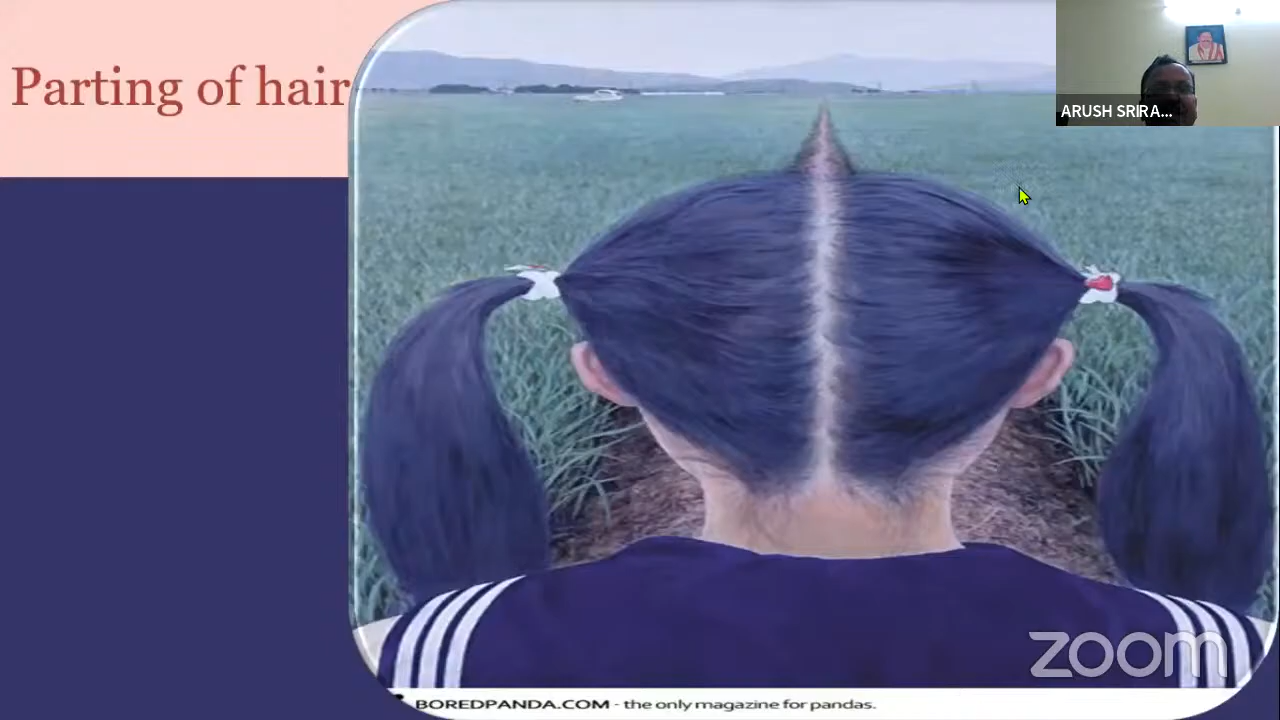 Parting of hair
ARUSH SRIRA...
zoom
BOREDPANDA.COM - the only magazine for pandas.